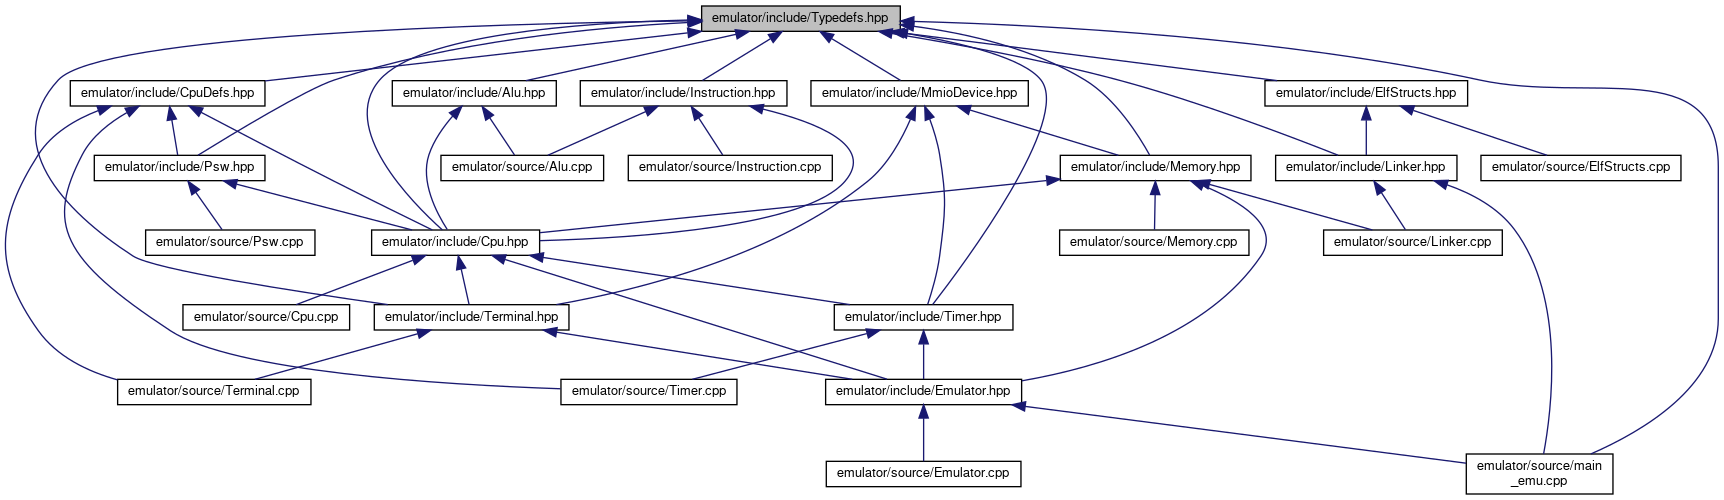 emulator/include/Typedefs.hpp
emulator/include/CpuDefs.hpp
emulator/include/Alu.hpp
emulator/include/Instruction.hpp
emulator/include/MmioDevice.hpp
emulator/include/ElfStructs.hpp
emulator/include/Psw.hpp
emulator/source/Alu.cpp
emulator/source/Instruction.cpp
emulator/include/Memory.hpp
emulator/include/Linker.hpp
emulator/source/ElfStructs.cpp
emulator/source/Psw.cpp
emulator/include/Cpu.hpp
emulator/source/Memory.cpp
emulator/source/Linker.cpp
emulator/source/Cpu.cpp
emulator/include/Terminal.hpp
emulator/include/Timer.hpp
emulator/source/Terminal.cpp
emulator/source/Timer.cpp
emulator/include/Emulator.hpp
emulator/source/Emulator.cpp
emulator/source/main
_emu.cpp